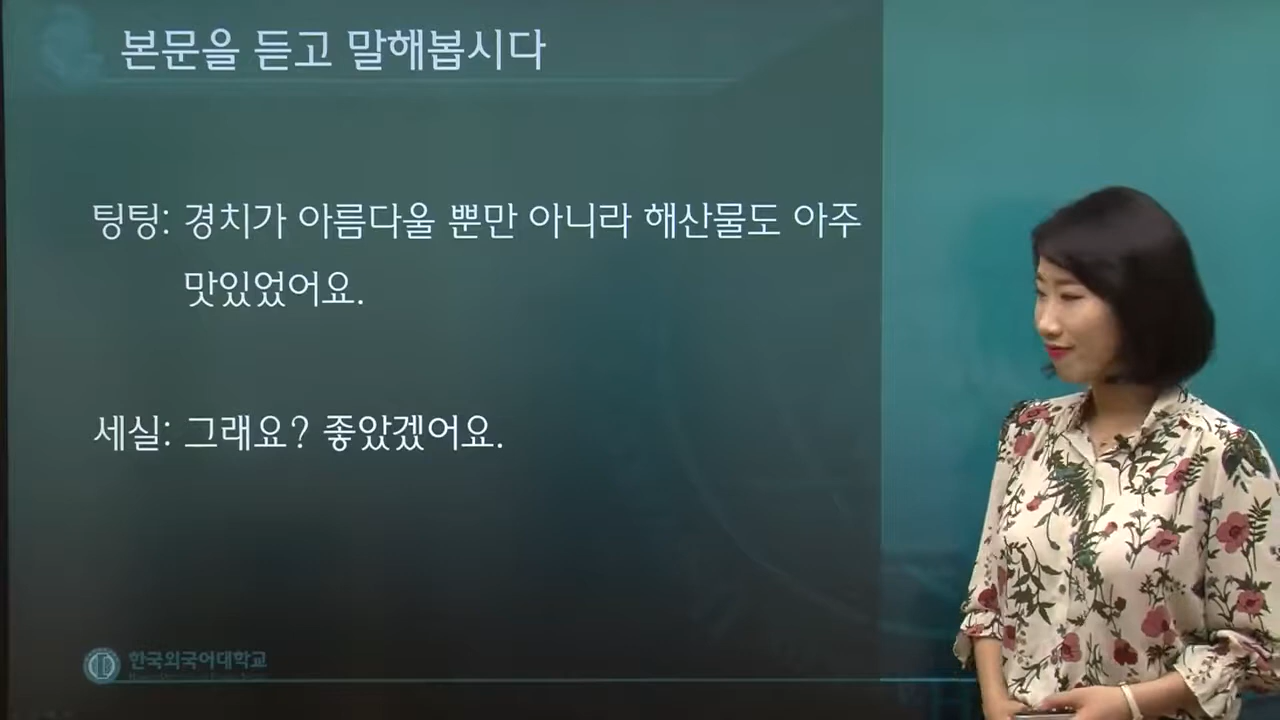 본문을 듣고 말해봅시다
팅팅: 경치가 아름다울 뿐만 아니라 해산물도 아주
맛있었어요.
세실: 그래요? 좋았겠어요.
한국외국어대학교